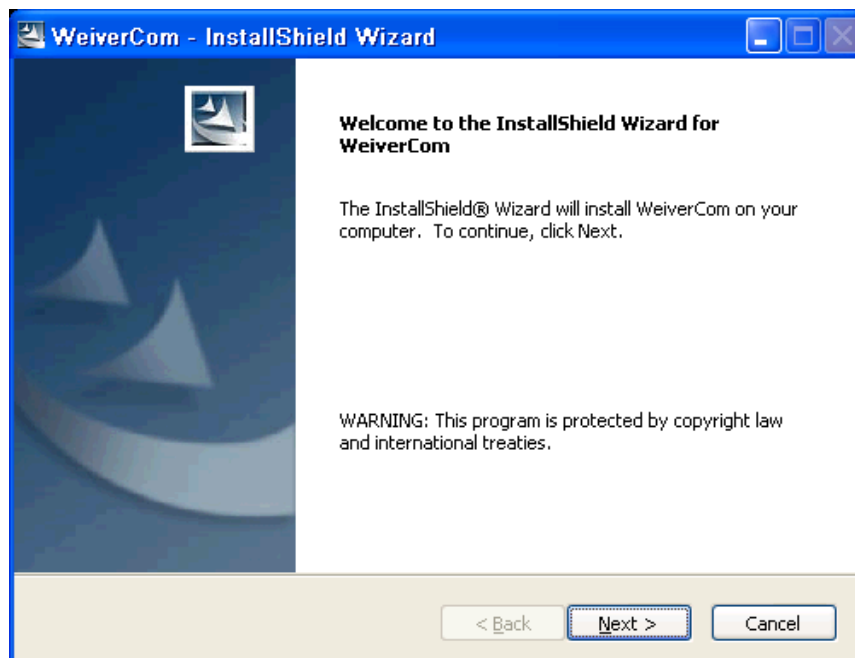 WeiverCom - InstallShield Wizard
Welcome to the InstallShield Wizard for
WeiverCom
The InstallShield® Wizard will install WeiverCom on your
computer.  To continue, click Next.
WARNING: This program is protected by copyright law
and international treaties.
< Back
Next >
Cancel